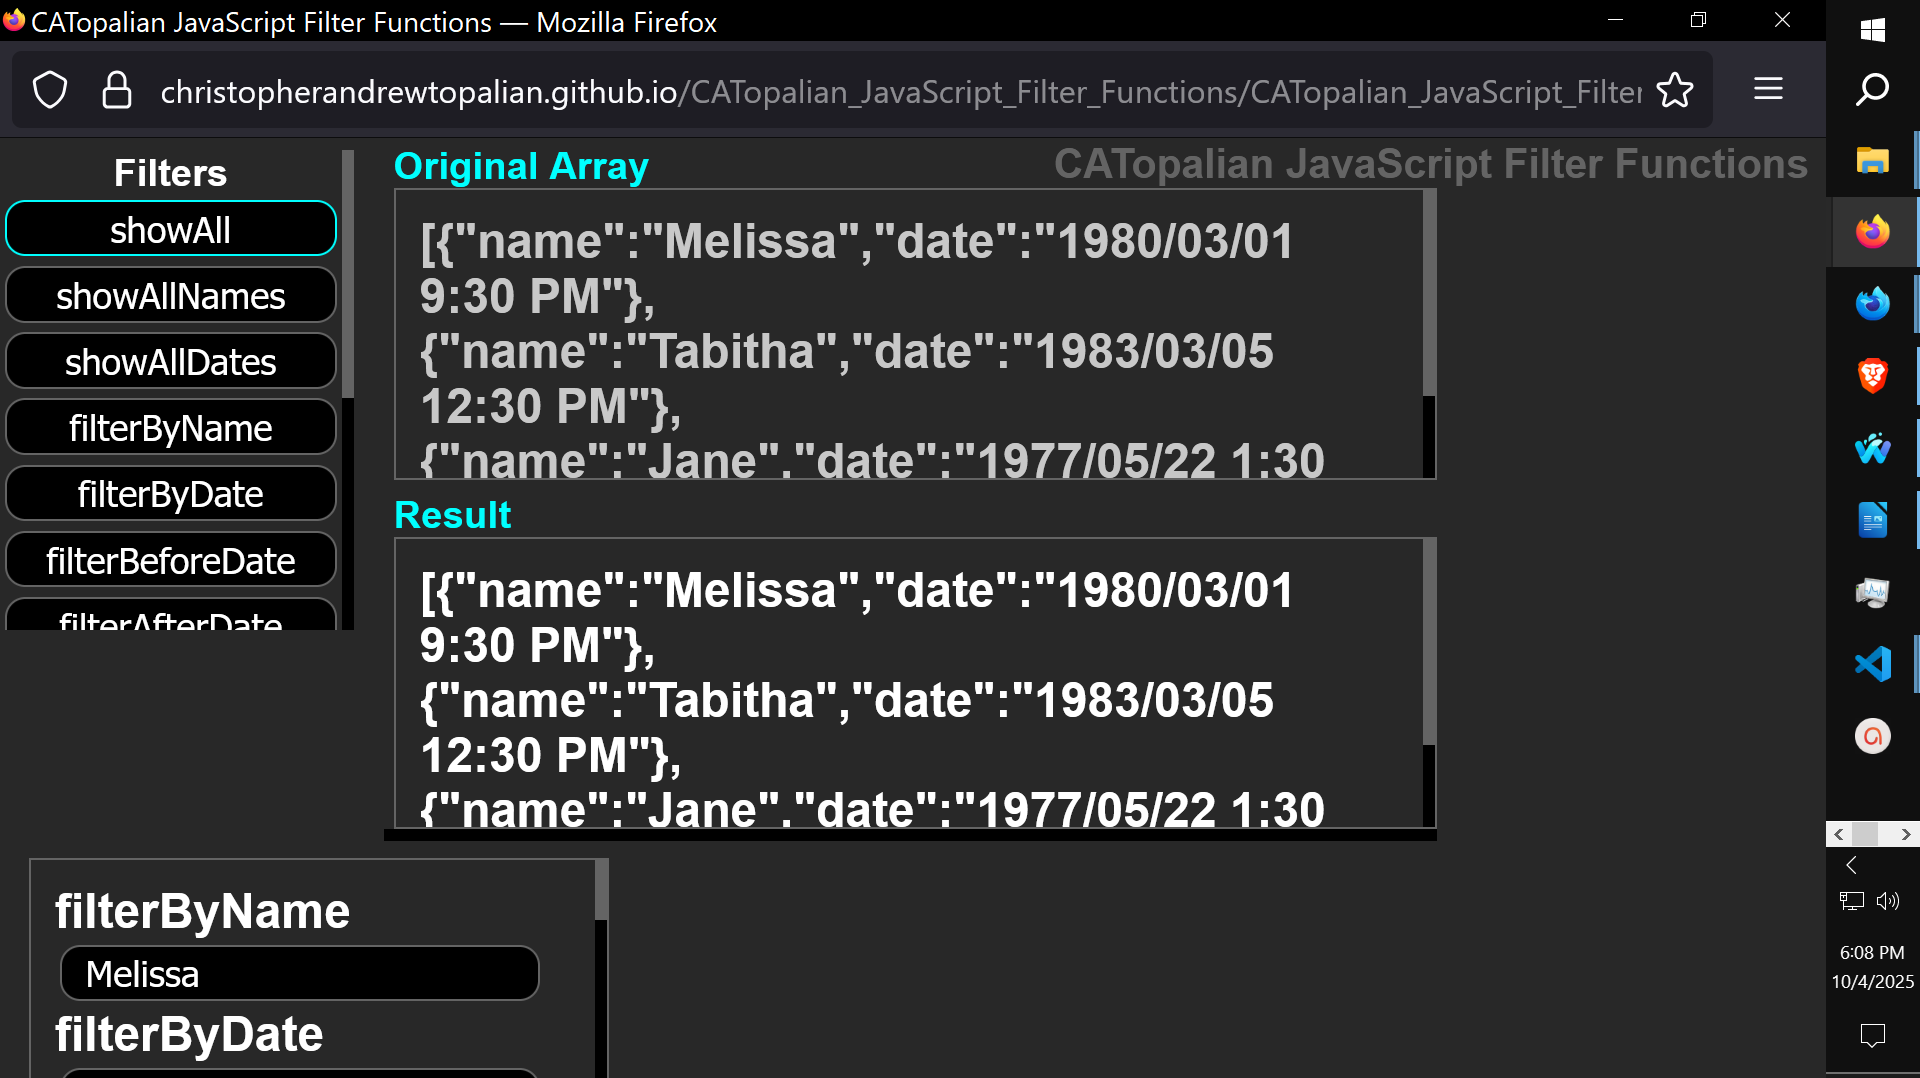 CATopalian JavaScript Filter Functions — Mozilla Firefox
christopherandrewtopalian.github.io/CATopalian_JavaScript_Filter_Functions/CATopalian_JavaScript_Filter
Filters
showAll
showAllNames
showAllDates
filterByName
filterByDate
filterBeforeDate
filterAfterDate
Original Array
CATopalian JavaScript Filter Functions
[{"name":"Melissa","date":"1980/03/01
9:30 PM"},
{"name":"Tabitha","date":"1983/03/05
12:30 PM"},
{"name":"Jane","date":"1977/05/22 1:30
Result
[{"name":"Melissa","date":"1980/03/01
9:30 PM"},
{"name":"Tabitha","date":"1983/03/05
12:30 PM"},
{"name":"Jane","date":"1977/05/22 1:30
filterByName
Melissa
filterByDate
6:08 PM
10/4/2025